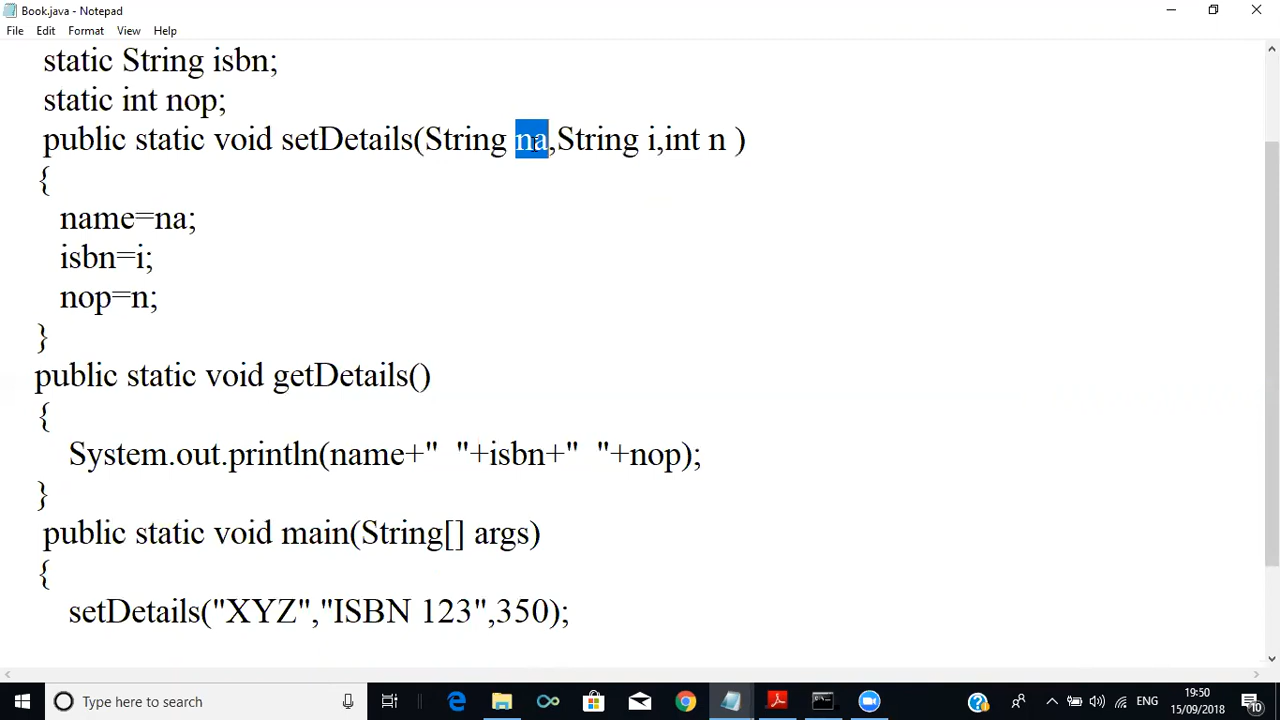 Book.java - Notepad
File Edit Format View Help
static String isbn;
static int nop;
public static void setDetails(String na,String i,int n )
{
name=na;
isbn=i;
nop=n;
}
public static void getDetails()
{
System.out.println(name+"  "+isbn+"  "+nop);
}
public static void main(String[] args)
{
setDetails("XYZ","ISBN 123",350);
Type here to search
ENG
19:50
15/09/2018
10